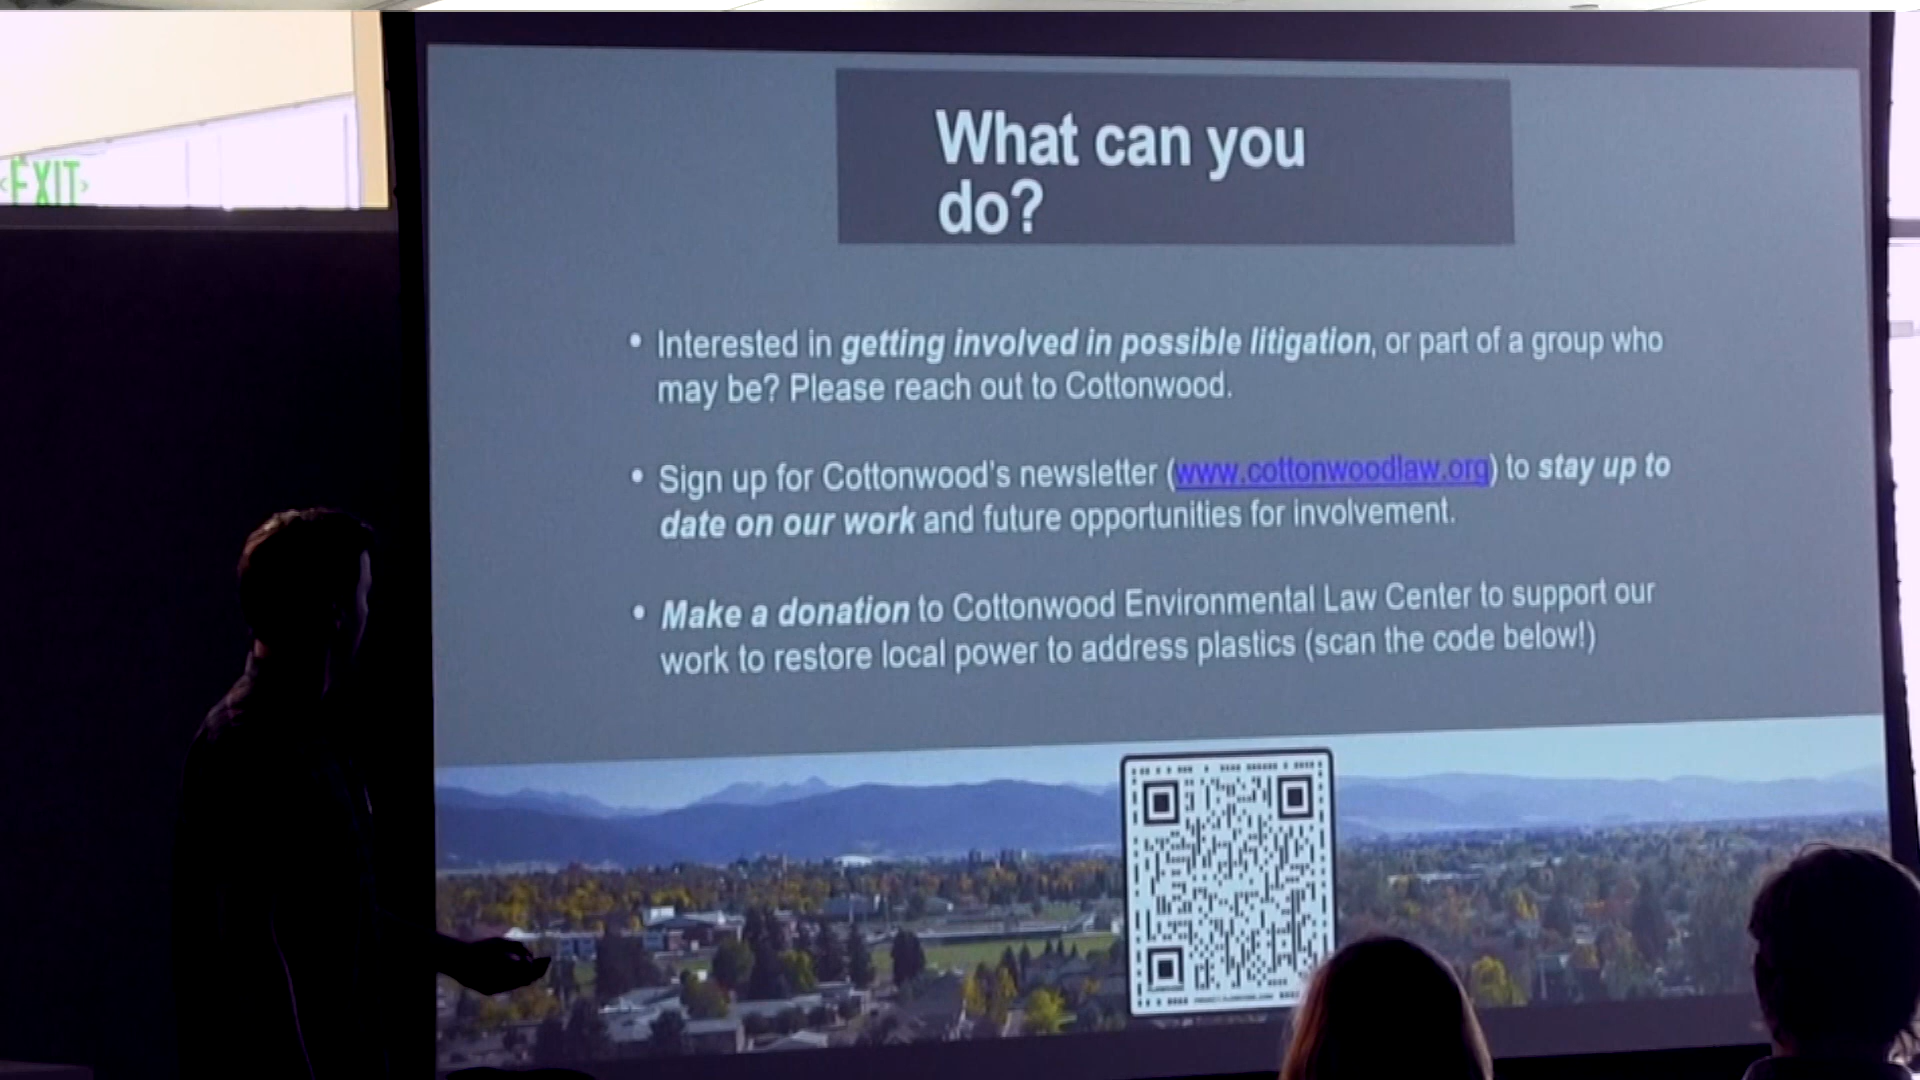 <EXIT>
What can you
do?
• Interested in getting involved in possible litigation, or part of a group who
may be? Please reach out to Cottonwood.
• Sign up for Cottonwood's newsletter (www.cottonwoodlaw.org) to stay up to
date on our work and future opportunities for involvement.
• Make a donation to Cottonwood Environmental Law Center to support our
work to restore local power to address plastics (scan the code below!)